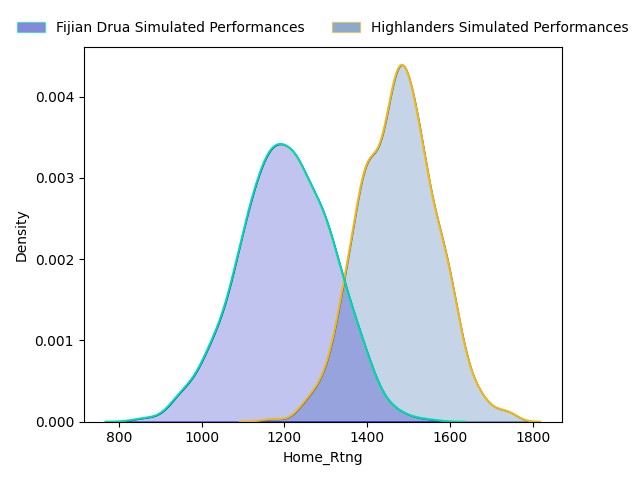 Fijian Drua Simulated Performances Highlanders Simulated Performances
Density
0.004
0.003
0.002
0.001
0.000
800 1000 1200 1400 1600 1800
Home_Rtng